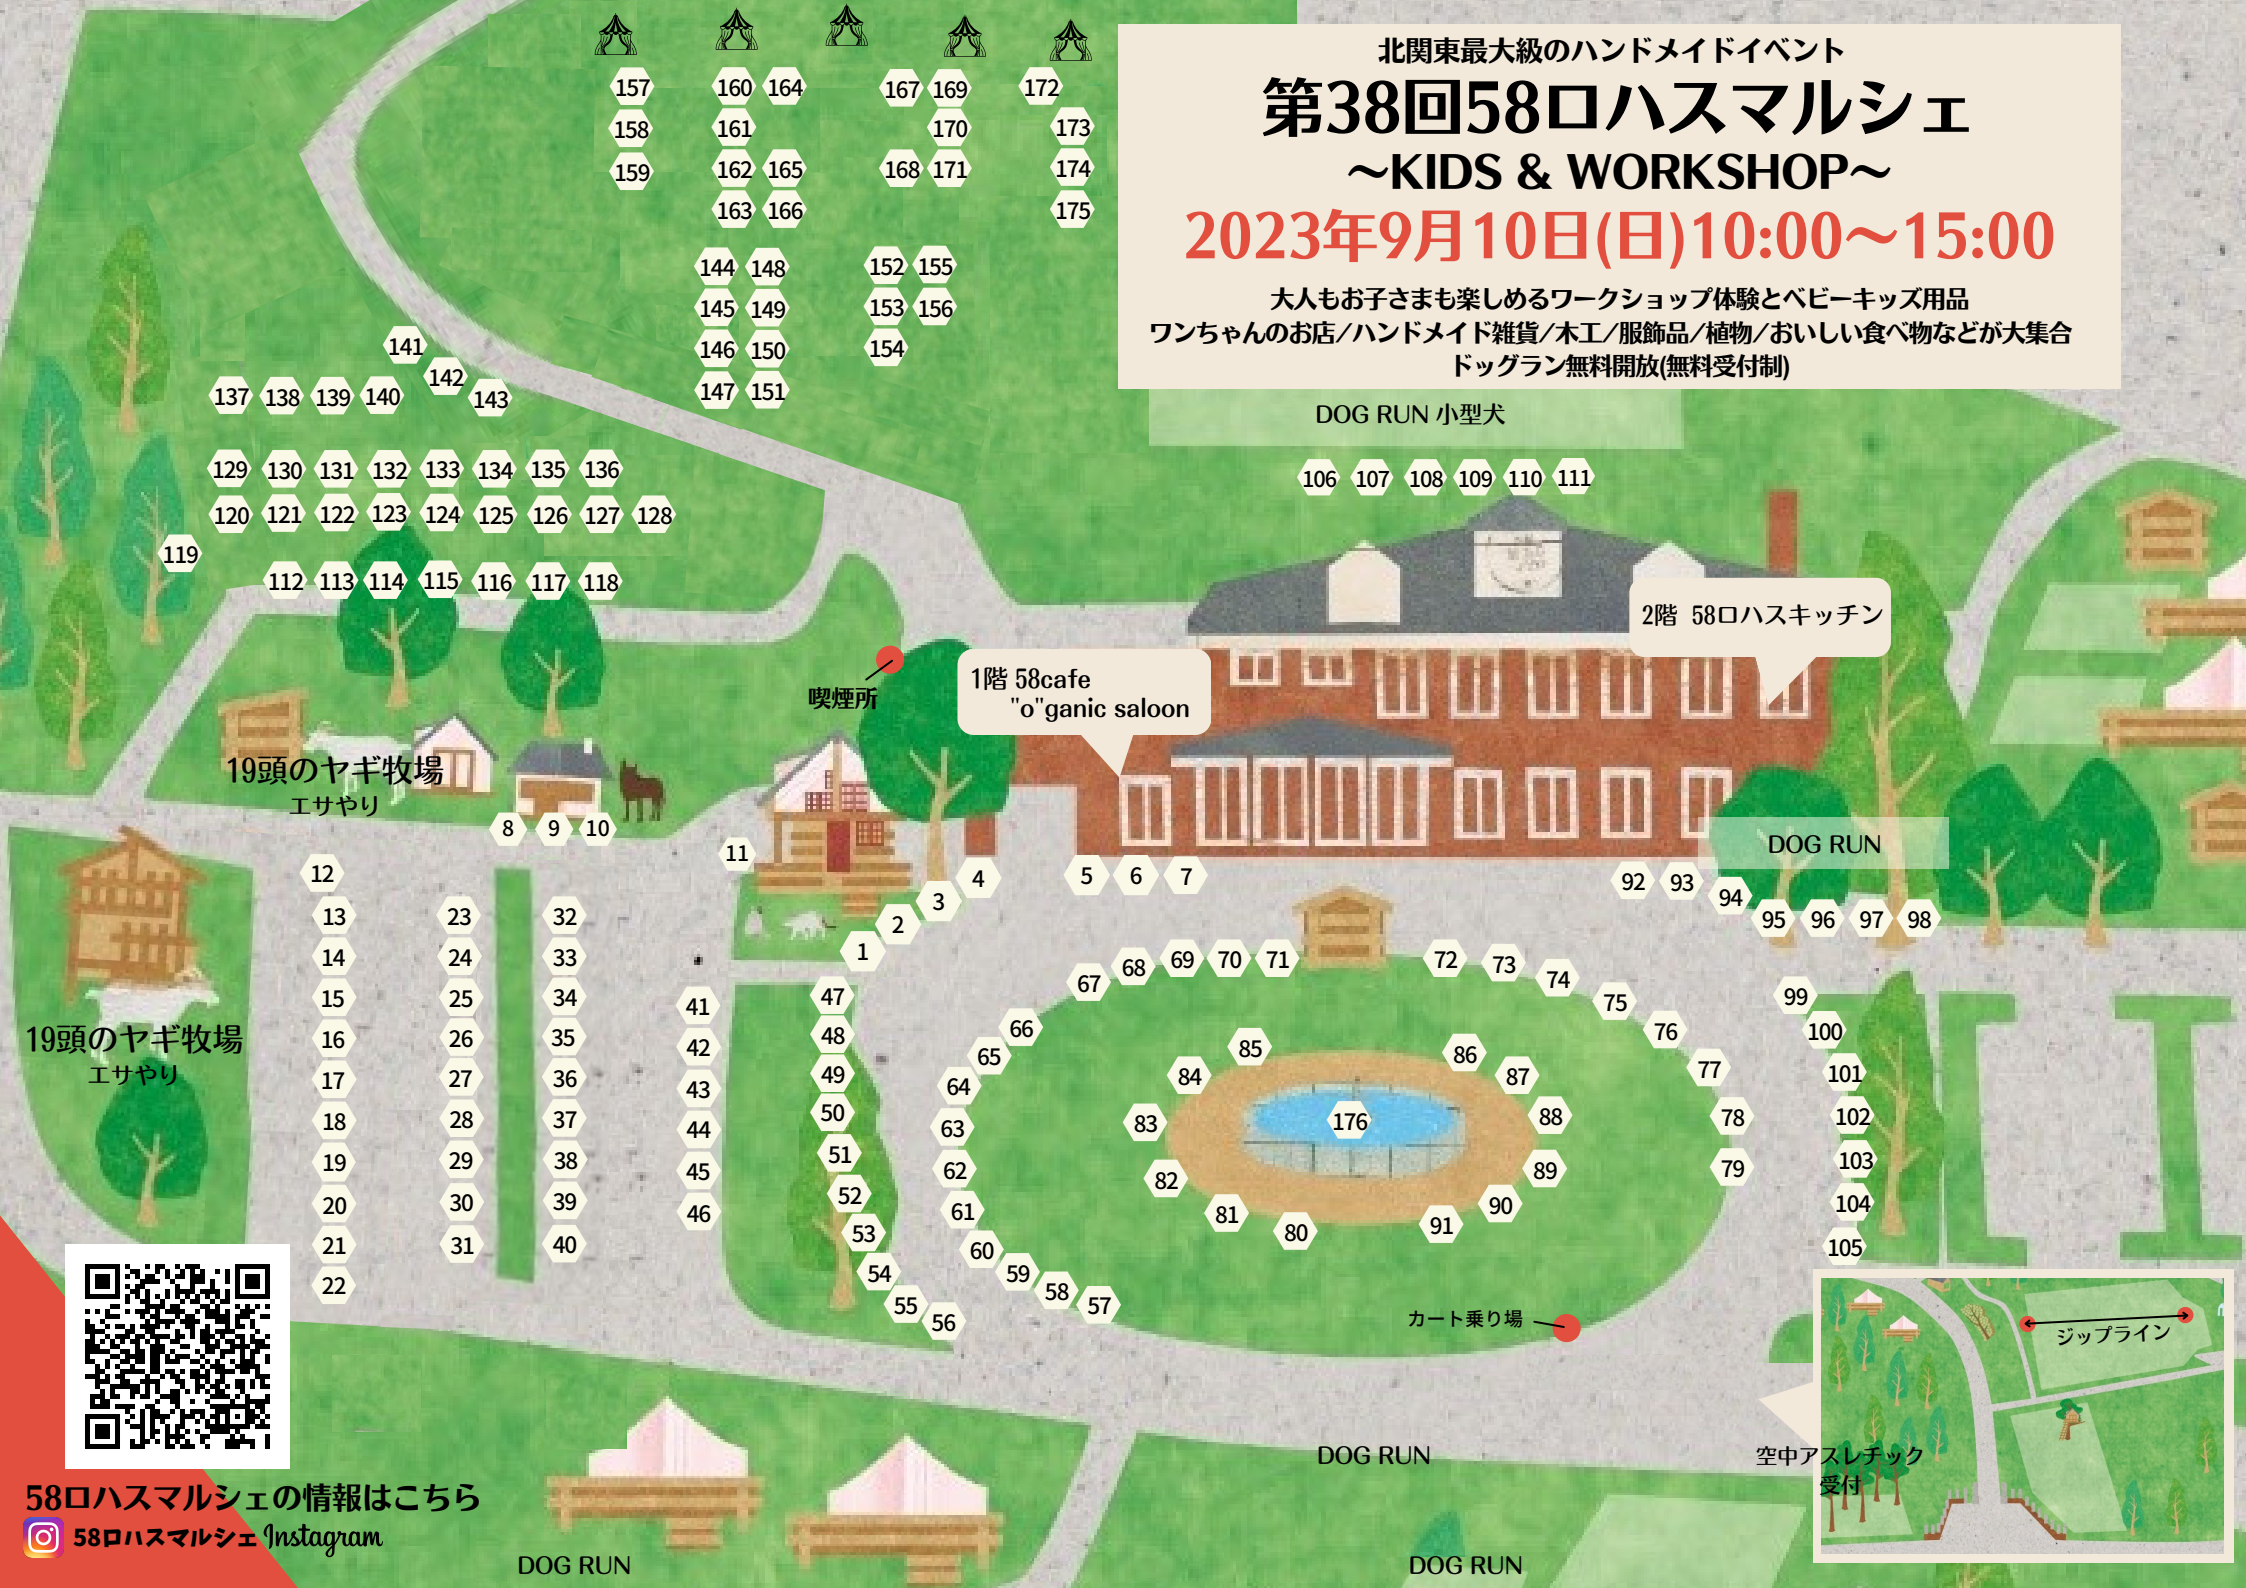 北関東最大級のハンドメイドイベント
第38回58ロハスマルシェ
～KIDS & WORKSHOP～
2023年9月10日(日)10:00～15:00
大人もお子さまも楽しめるワークショップ体験とベビーキッズ用品
ワンちゃんのお店/ハンドメイド雑貨/木工/服飾品/植物/おいしい食べ物などが大集合
ドッグラン無料開放(無料受付制)
157 160 164 167 169 172
158 161 170 173
159 162 165 168 171 174
163 166 175
144 148 152 155
145 149 153 156
146 150 154
147 151
141
142
137 138 139 140 143
DOG RUN 小型犬
106 107 108 109 110 111
129 130 131 132 133 134 135 136
120 121 122 123 124 125 126 127 128
119
112 113 114 115 116 117 118
2階 58ロハスキッチン
1階 58cafe
"o"ganic saloon
喫煙所
19頭のヤギ牧場
エサやり
8 9 10
11
DOG RUN
1 2 3 4 5 6 7
92 93 94 95 96 97 98
12
13 23 32
14 24 33
15 25 34
16 26 35
17 27 36
18 28 37
19 29 38
20 30 39
21 31 40
22
19頭のヤギ牧場
エサやり
41 42 43 44 45 46
47 48 49 50 51 52 53 54 55 56
67 68 69 70 71 72 73 74 75 76 77 78 79
66 65 64 63 62 61 60 59 58 57
85 86 87 88 89 90 91 80 81 82 83 84
176
99 100 101 102 103 104 105
カート乗り場
ジップライン
空中アスレチック
受付
DOG RUN
DOG RUN
DOG RUN
58ロハスマルシェの情報はこちら
58ロハスマルシェ Instagram